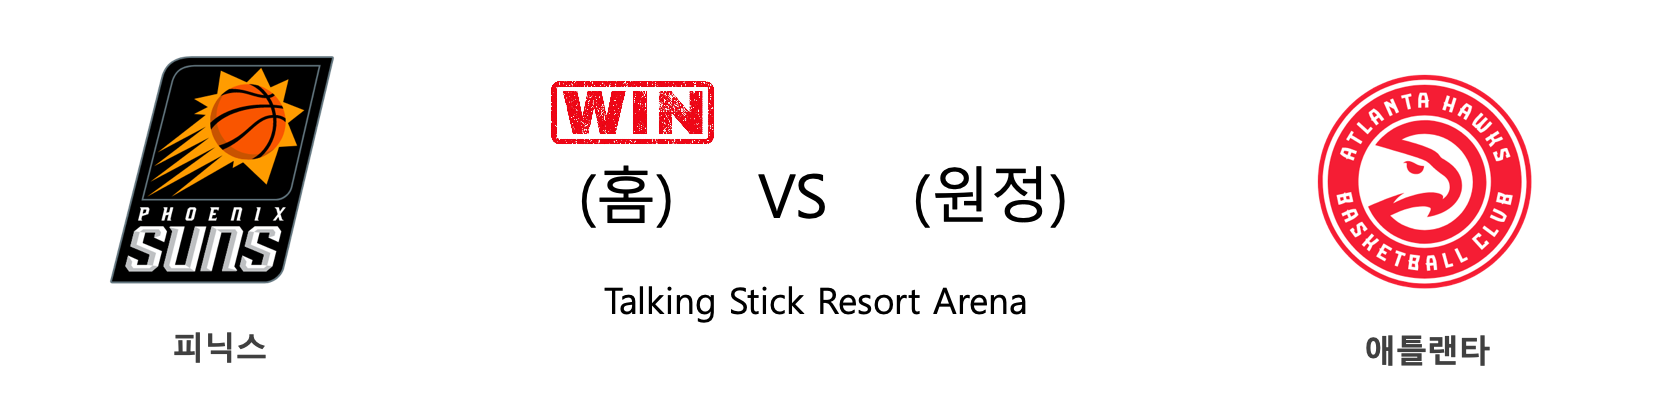 PHOENIX
SUNS
피닉스
WIN
(홈) VS (원정)
Talking Stick Resort Arena
ATLANTA HAWKS
BASKETBALL CLUB
애틀랜타